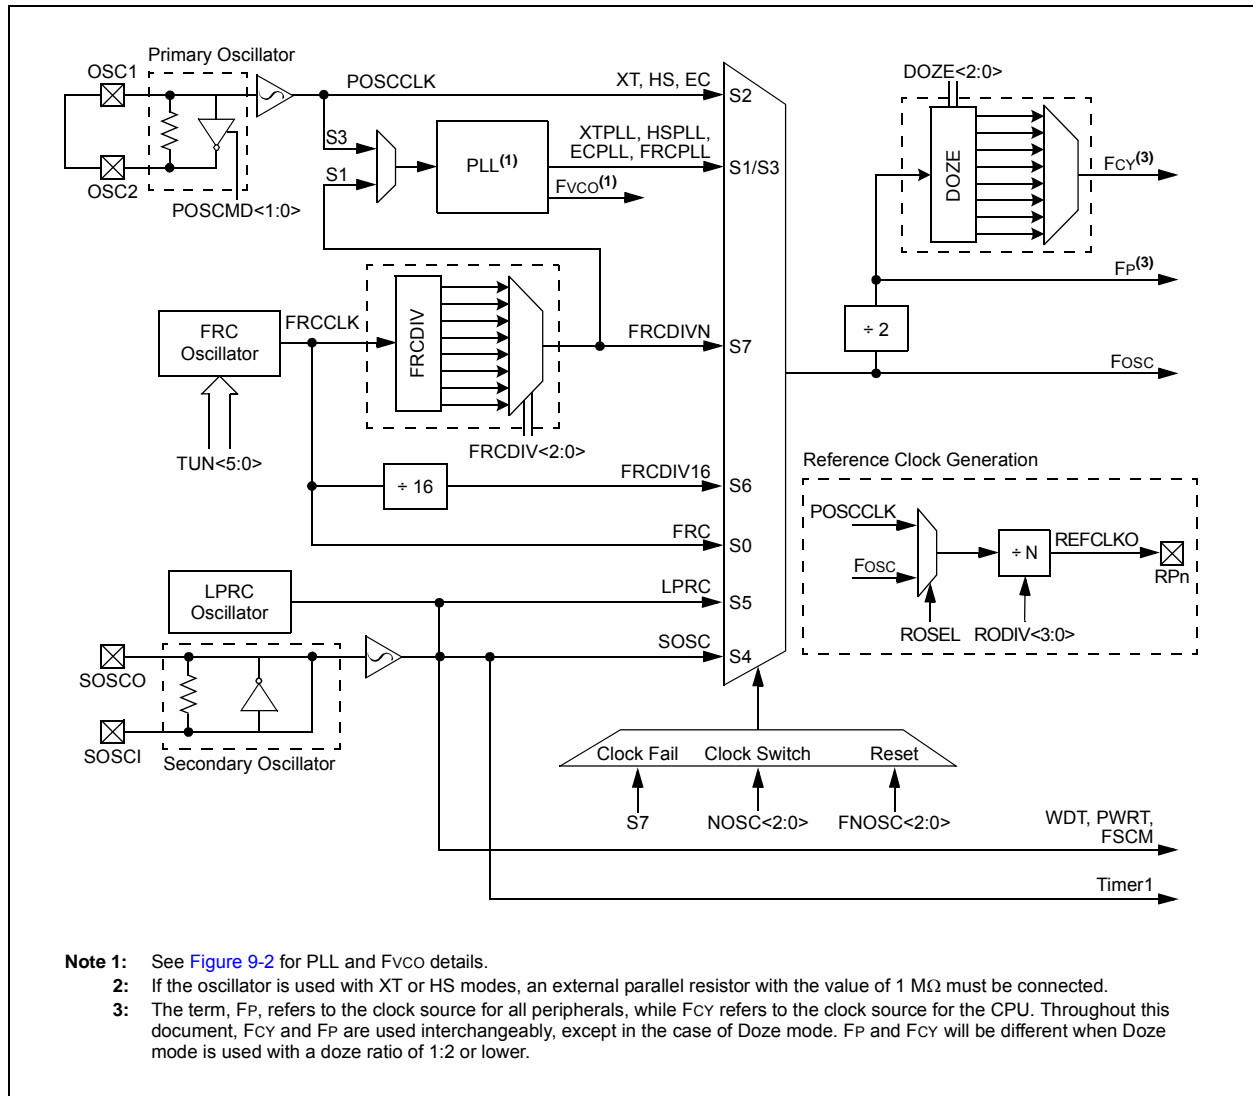 Primary Oscillator
OSC1
OSC2
POSCMD<1:0>
POSCCLK
S3
S1
PLL(1)
FVCO(1)
XT, HS, EC
XTPLL, HSPLL,
ECPLL, FRCPLL
S2
S1/S3
DOZE<2:0>
DOZE
FCY(3)
FP(3)
÷ 2
FOSC
FRC
Oscillator
TUN<5:0>
FRCCLK
FRCDIV
FRCDIV<2:0>
FRCDIVN
S7
÷ 16
FRCDIV16
S6
FRC
S0
LPRC
Oscillator
LPRC
S5
SOSCO
SOSCI
Secondary Oscillator
SOSC
S4
Reference Clock Generation
POSCCLK
FOSC
ROSEL
÷ N
RODIV<3:0>
REFCLKO
RPn
Clock Fail
Clock Switch
Reset
S7
NOSC<2:0>
FNOSC<2:0>
WDT, PWRT,
FSCM
Timer1
Note 1: See Figure 9-2 for PLL and FVCO details.
2: If the oscillator is used with XT or HS modes, an external parallel resistor with the value of 1 MΩ must be connected.
3: The term, FP, refers to the clock source for all peripherals, while FCY refers to the clock source for the CPU. Throughout this
document, FCY and FP are used interchangeably, except in the case of Doze mode. FP and FCY will be different when Doze
mode is used with a doze ratio of 1:2 or lower.